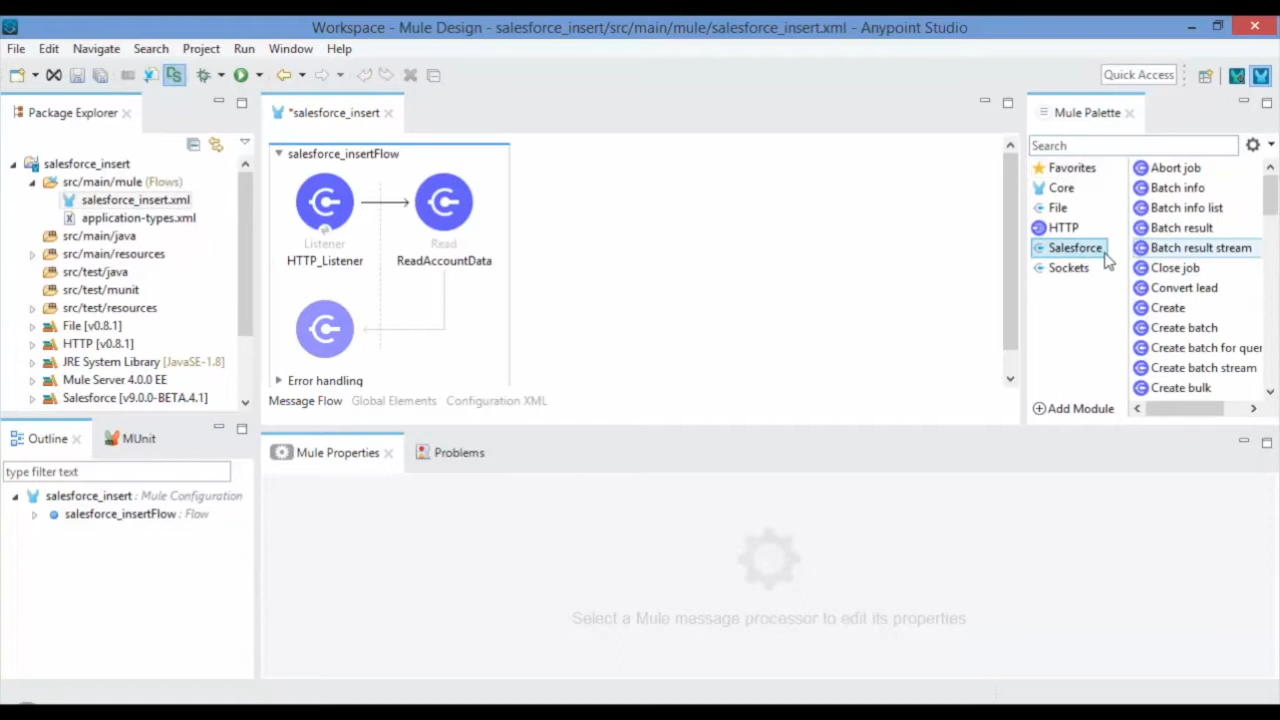 Workspace - Mule Design - salesforce_insert/src/main/mule/salesforce_insert.xml - Anypoint Studio
File Edit Navigate Search Project Run Window Help
Quick Access
Package Explorer
salesforce_insert
src/main/mule (Flows)
salesforce_insert.xml
application-types.xml
src/main/java
src/main/resources
src/test/java
src/test/munit
src/test/resources
File [v0.8.1]
HTTP [v0.8.1]
JRE System Library [JavaSE-1.8]
Mule Server 4.0.0 EE
Salesforce [v9.0.0-BETA.4.1]
*salesforce_insert
salesforce_insertFlow
Listener
HTTP_Listener
Read
ReadAccountData
Error handling
Message Flow Global Elements Configuration XML
Mule Palette
Search
Favorites
Core
File
HTTP
Salesforce
Sockets
Add Module
Abort job
Batch info
Batch info list
Batch result
Batch result stream
Close job
Convert lead
Create
Create batch
Create batch for quer
Create batch stream
Create bulk
Outline
MUnit
type filter text
salesforce_insert : Mule Configuration
salesforce_insertFlow : Flow
Mule Properties
Problems
Select a Mule message processor to edit its properties